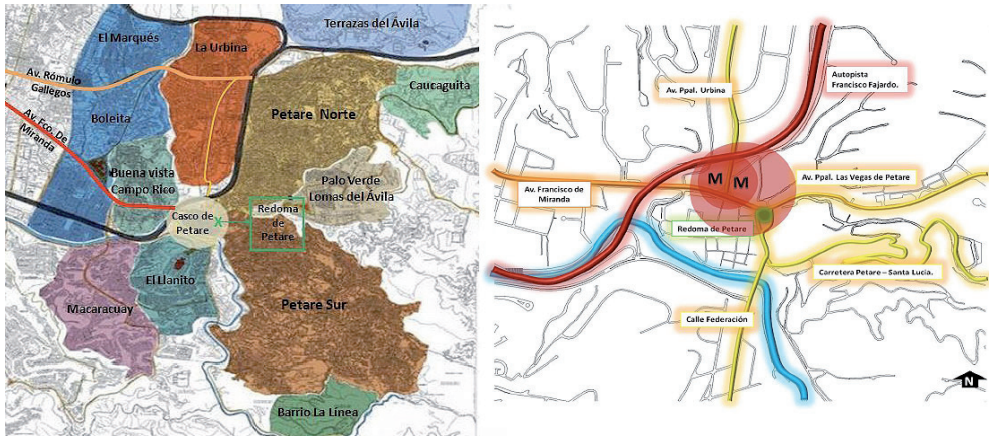 Terrazas del Ávila
El Marqués
La Urbina
Av. Rómulo
Gallegos
Caucaguita
Petare Norte
Boleita
Av. Fco. De
Miranda
Buena vista
Campo Rico
Palo Verde
Lomas del Ávila
Casco de
Petare
X
Redoma
de
Petare
El Llanito
Macaracuay
Petare Sur
Barrio La Línea
Autopista
Francisco Fajardo.
Av. Ppal. Urbina
M
M
Av. Ppal. Las Vegas de Petare
Av. Francisco de
Miranda
Redoma de Petare
Carretera Petare – Santa Lucia.
Calle Federación
N